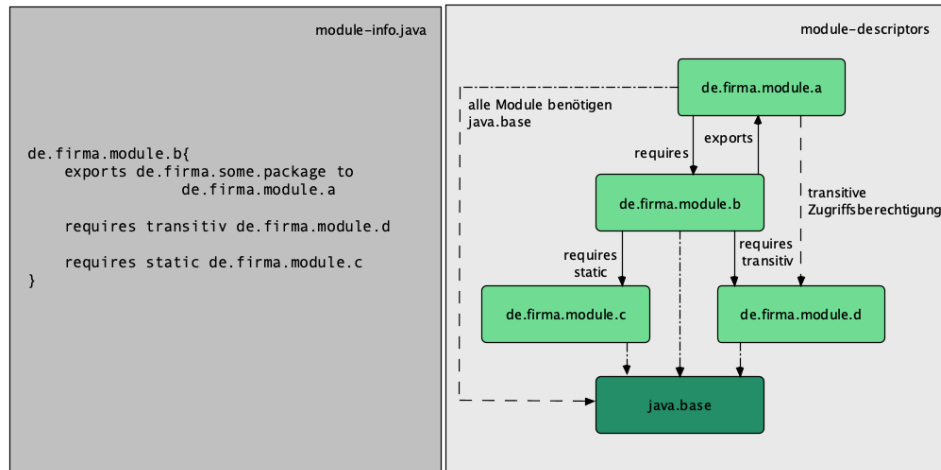 module-info.java
de.firma.module.b{
exports de.firma.some.package to
de.firma.module.a
requires transitiv de.firma.module.d
requires static de.firma.module.c
}
module-descriptors
de.firma.module.a
alle Module benötigen
java.base
requires
exports
transitive
Zugriffsberechtigung
de.firma.module.b
requires
static
requires
transitiv
de.firma.module.c
de.firma.module.d
java.base